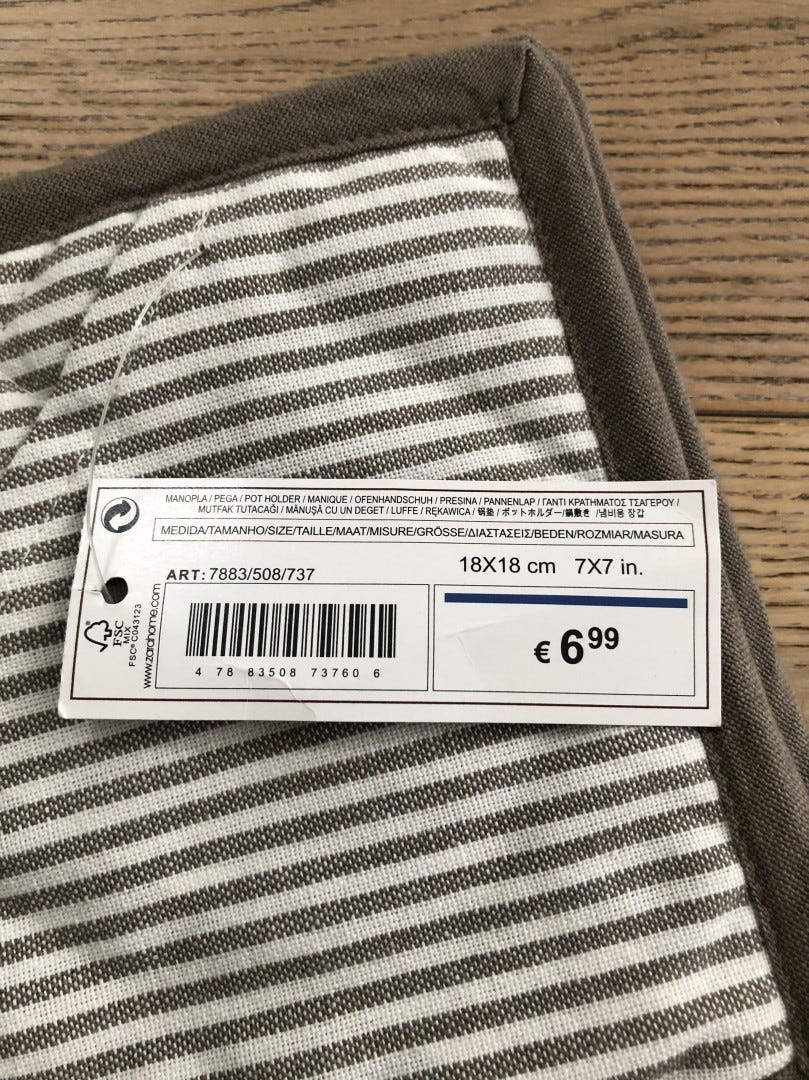 MANOPLA / PEGA / POT HOLDER / MANIQUE / OFENHANDSCHUH / PRESINA / PANNENLAP / ΓΑΝΤΙ ΚΡΑΤΗΜΑΤΟΣ ΤΣΑΓΕΡΟΥ /
MUTFAK TUTACAĞI / MĂNUŞĂ CU UN DEGET / LUFFE / RĘKAWICA / 锅垫 / ポットホルダー/鍋敷き /냄비용 장갑
MEDIDA/TAMANHO/SIZE/TAILLE/MAAT/MISURE/GRÖSSE/ΔΙΑΣΤΑΣΕΙΣ/BEDEN/ROZMIAR/MASURA
ART: 7883/508/737
18X18 cm 7X7 in.
4 78 83508 73760 6
€ 6 99
www.zarahome.com
FSC
MIX
FSC® C043123